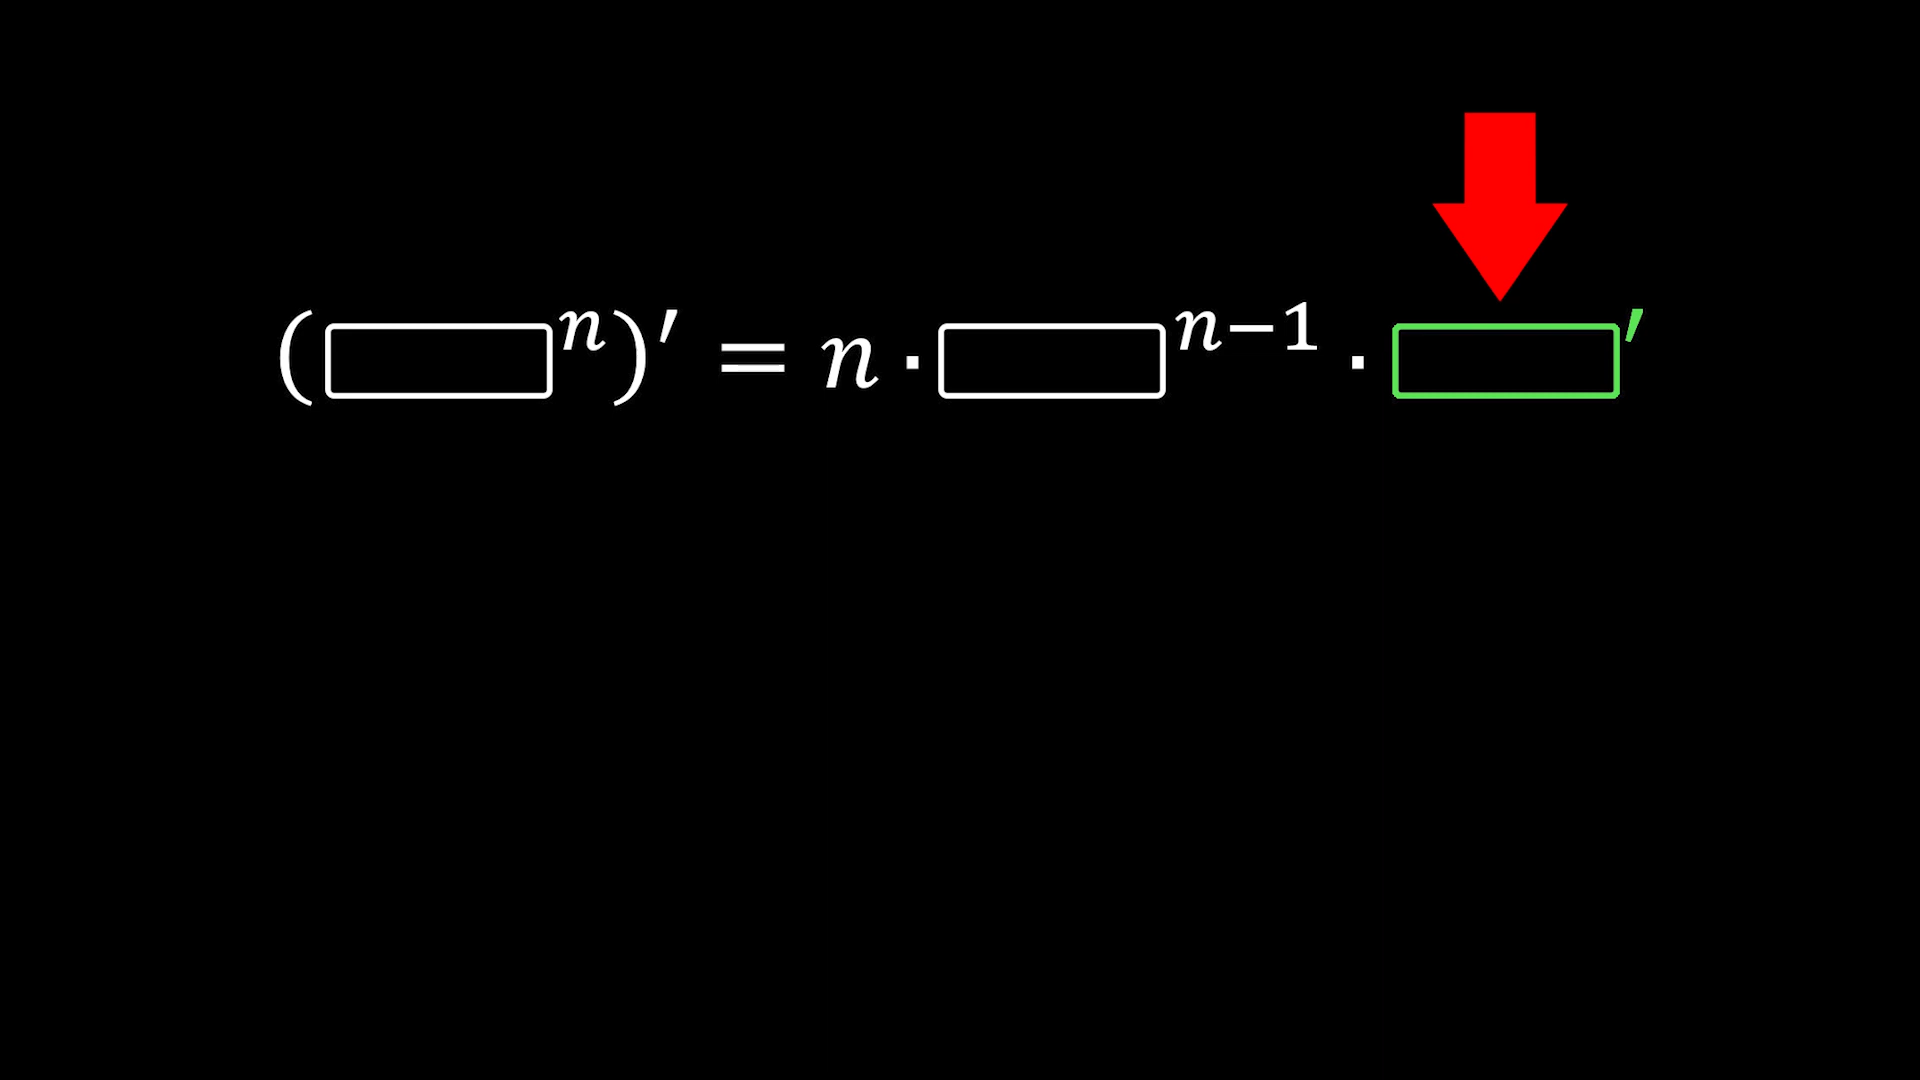 (▭ⁿ)′ = n · ▭ⁿ⁻¹ · ▭′